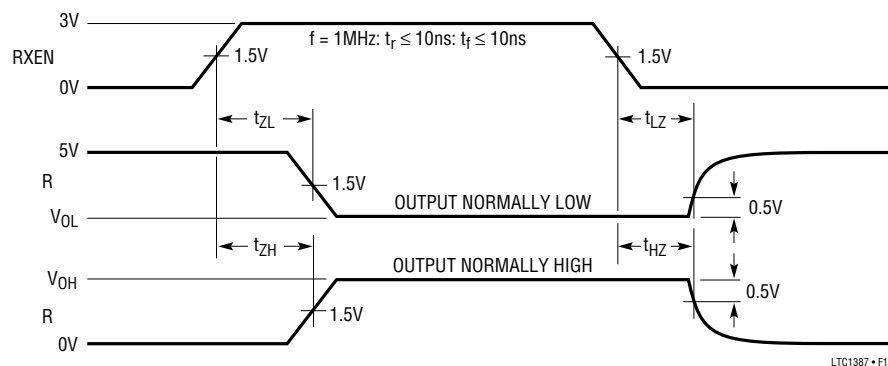 3V
f = 1MHz: tr ≤ 10ns: tf ≤ 10ns
RXEN
1.5V
1.5V
0V
tZL
tLZ
5V
R
1.5V
OUTPUT NORMALLY LOW
0.5V
VOL
tZH
tHZ
VOH
OUTPUT NORMALLY HIGH
0.5V
R
1.5V
0V
LTC1387 • F1